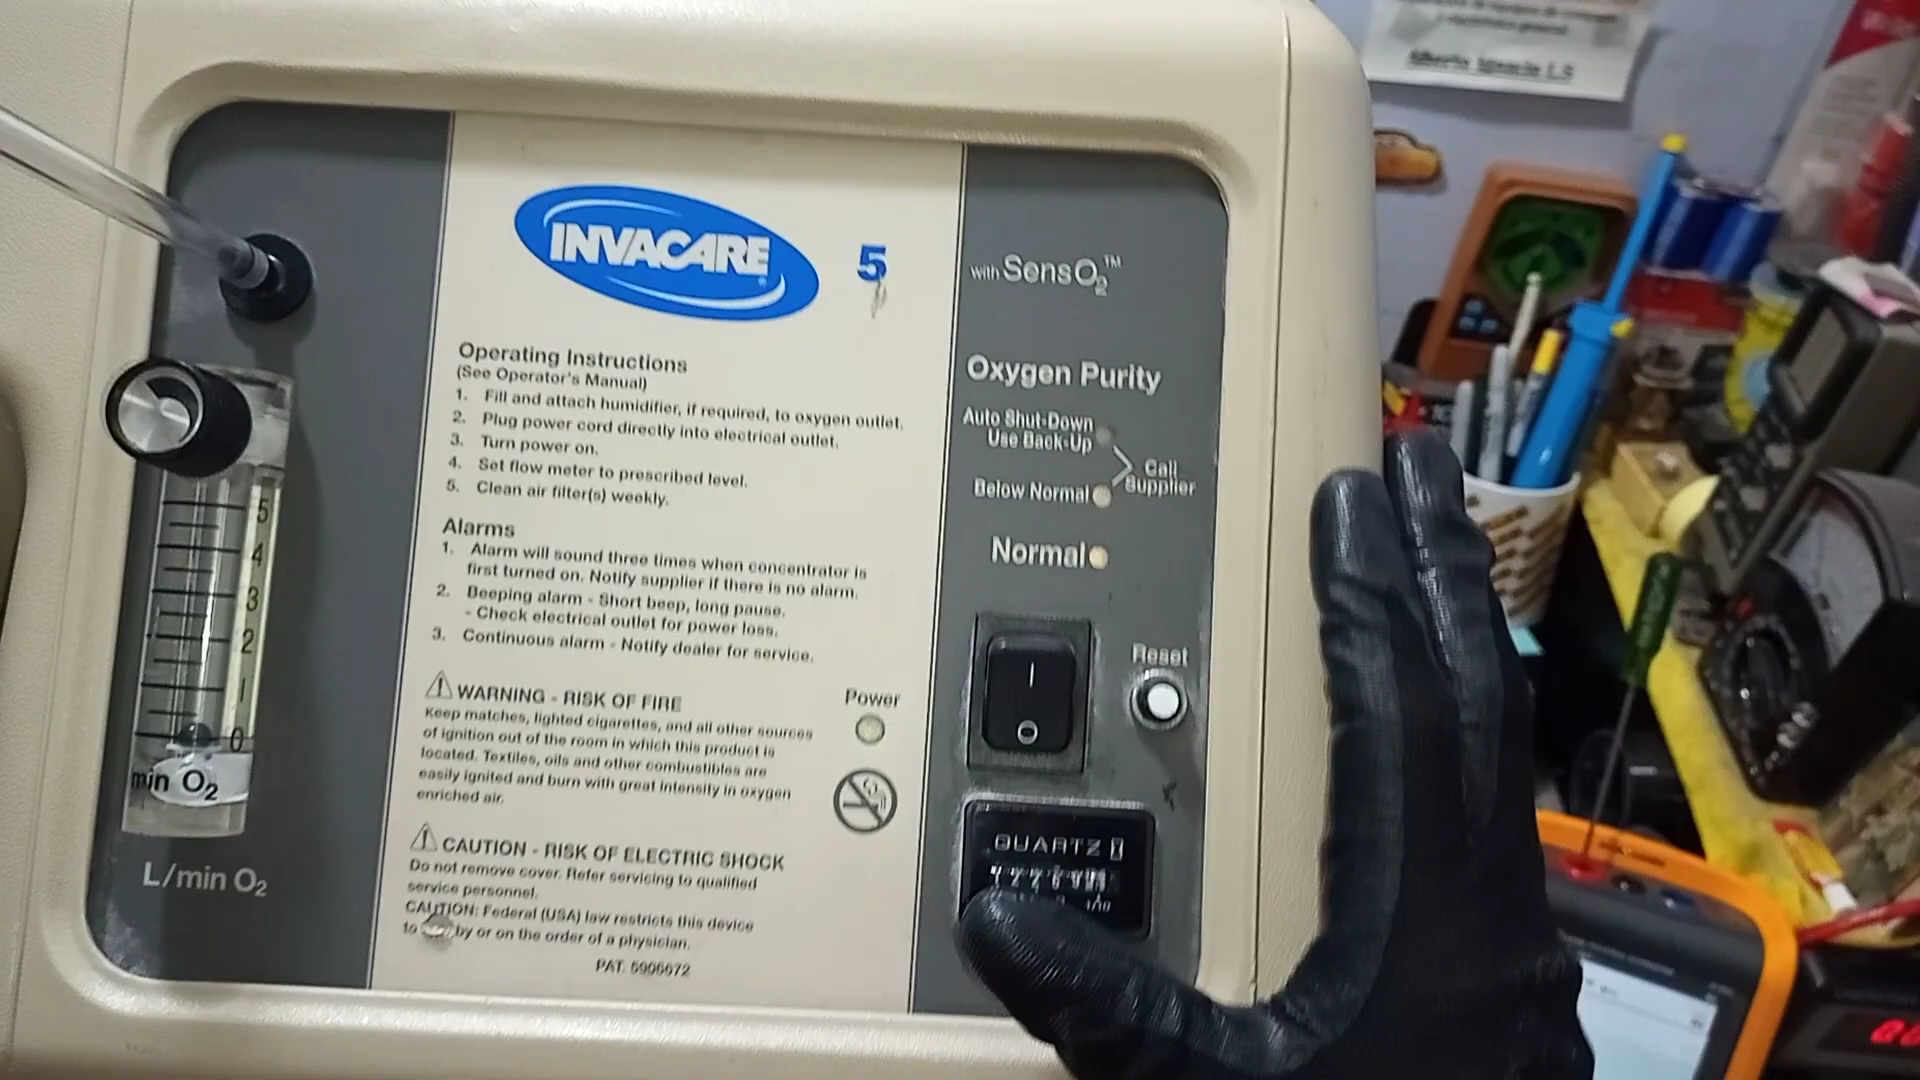 Alberto Ignacio L.G
INVACARE
5
with SensO2™
Oxygen Purity
Auto Shut-Down
Use Back-Up
Call
Supplier
Below Normal
Normal
Reset
QUARTZ
1/10
Operating Instructions
(See Operator's Manual)
1. Fill and attach humidifier, if required, to oxygen outlet.
2. Plug power cord directly into electrical outlet.
3. Turn power on.
4. Set flow meter to prescribed level.
5. Clean air filter(s) weekly.
Alarms
1. Alarm will sound three times when concentrator is
first turned on. Notify supplier if there is no alarm.
2. Beeping alarm - Short beep, long pause.
- Check electrical outlet for power loss.
3. Continuous alarm - Notify dealer for service.
WARNING - RISK OF FIRE
Keep matches, lighted cigarettes, and all other sources
of ignition out of the room in which this product is
located. Textiles, oils and other combustibles are
easily ignited and burn with great intensity in oxygen
enriched air.
Power
CAUTION - RISK OF ELECTRIC SHOCK
Do not remove cover. Refer servicing to qualified
service personnel.
CAUTION: Federal (USA) law restricts this device
to by or on the order of a physician.
PAT. 5906672
5
4
3
2
1
0
min O2
L/min O2